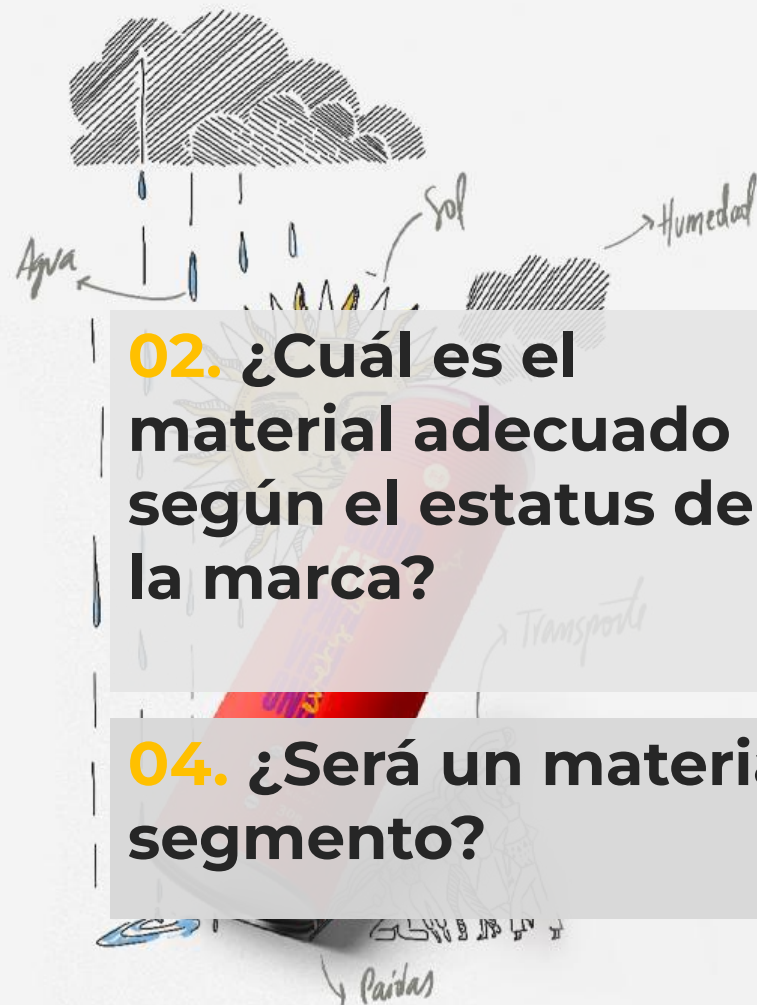 Sol
Humedad
Agua
02. ¿Cuál es el
material adecuado
según el estatus de
la marca?
Transporte
04. ¿Será un materia
segmento?